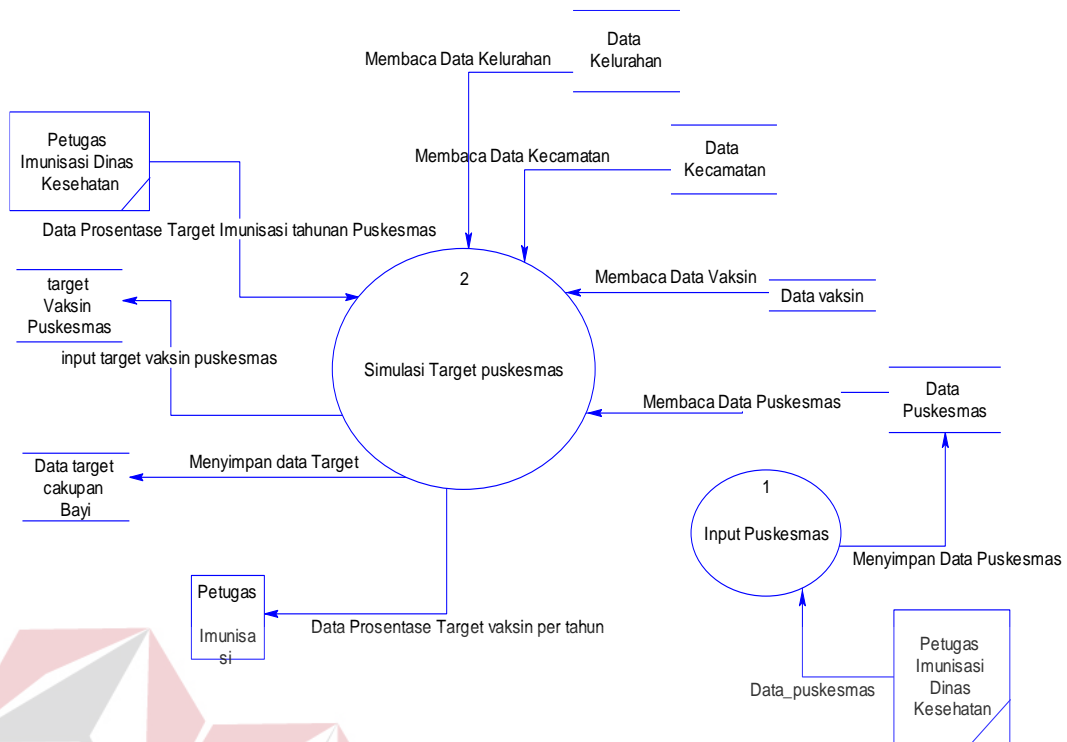 Data
Kelurahan
Membaca Data Kelurahan
Petugas
Imunisasi Dinas
Kesehatan
Membaca Data Kecamatan
Data
Kecamatan
Data Prosentase Target Imunisasi tahunan Puskesmas
target
Vaksin
Puskesmas
2
Simulasi Target puskesmas
Membaca Data Vaksin
Data vaksin
input target vaksin puskesmas
Membaca Data Puskesmas
Data
Puskesmas
Menyimpan data Target
Data target
cakupan
Bayi
1
Input Puskesmas
Menyimpan Data Puskesmas
Petugas
Imunisa
si
Data Prosentase Target vaksin per tahun
Data_puskesmas
Petugas
Imunisasi
Dinas
Kesehatan